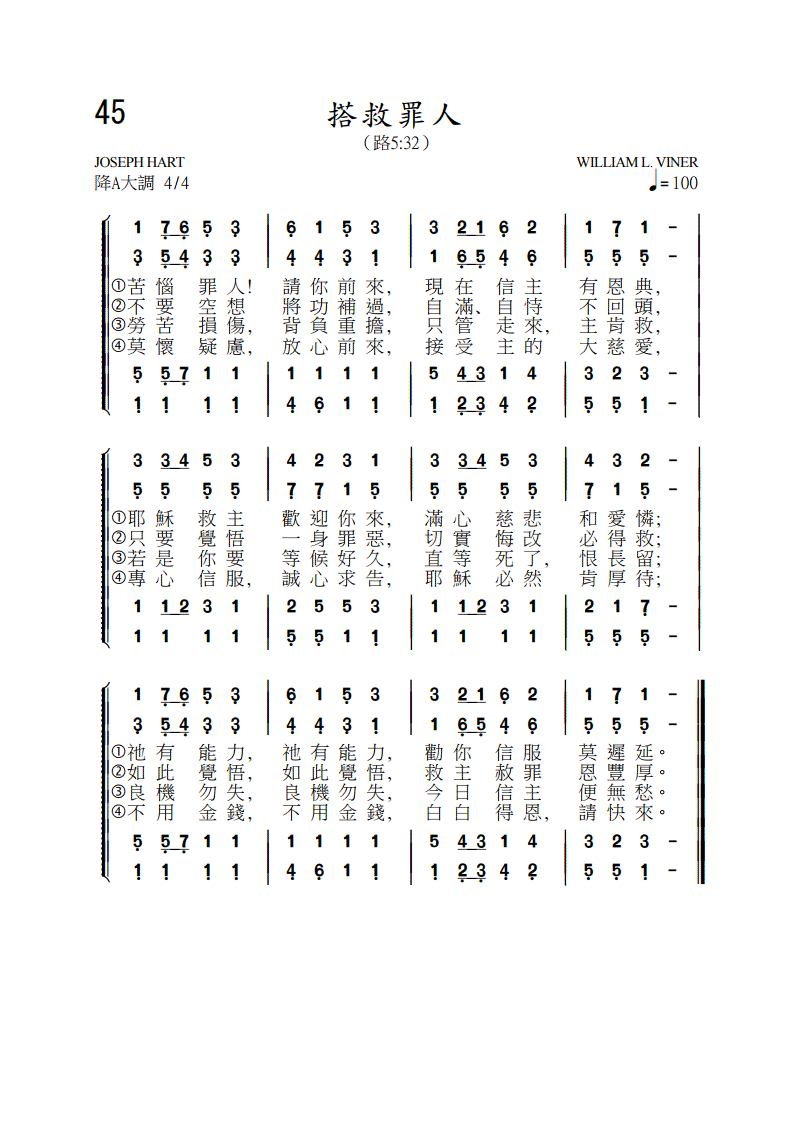 45
搭救罪人
（路5:32）
JOSEPH HART
WILLIAM L. VINER
降A大調 4/4
♩= 100
1 7̣ 6̣ 5̣ 3̣ | 6̣ 1 5̣ 3 | 3 2 1 6̣ 2 | 1 7̣ 1 -
3̣ 5̣ 4̣ 3̣ 3̣ | 4̣ 4̣ 3̣ 1̣ | 1 6̣ 5̣ 4̣ 6̣ | 5̣ 5̣ 5̣ -
①苦惱罪人! 請你前來, 現在信主有恩典,
②不要空想將功補過, 自滿、自恃不回頭,
③勞苦損傷, 背負重擔, 只管走來, 主肯救,
④莫懷疑慮, 放心前來, 接受主的大慈愛,
5̣ 5̣ 7̣ 1 1 | 1 1 1 1 | 5 4 3 1 4 | 3 2 3 -
1̣ 1̣ 1̣ 1̣ | 4̣ 6̣ 1 1̣ | 1̣ 2̣ 3̣ 4̣ 2̣ | 5̣ 5̣ 1̣ -
3 3 4 5 3 | 4 2 3 1 | 3 3 4 5 3 | 4 3 2 -
5̣ 5̣ 5̣ 5̣ | 7̣ 7̣ 1 5̣ | 5̣ 5̣ 5̣ 5̣ | 7̣ 1 5̣ -
①耶穌救主歡迎你來, 滿心慈悲和愛憐;
②只要覺悟一身罪惡, 切實悔改必得救;
③若是你要等候好久, 直等死了, 恨長留;
④專心信服, 誠心求告, 耶穌必然肯厚待;
1 1 2 3 1 | 2 5 5 3 | 1 1 2 3 1 | 2 1 7̣ -
1 1 1 1 | 5̣ 5̣ 1 1̣ | 1 1 1 1 | 5̣ 5̣ 5̣ -
1 7̣ 6̣ 5̣ 3̣ | 6̣ 1 5̣ 3 | 3 2 1 6̣ 2 | 1 7̣ 1 -
3̣ 5̣ 4̣ 3̣ 3̣ | 4̣ 4̣ 3̣ 1̣ | 1 6̣ 5̣ 4̣ 6̣ | 5̣ 5̣ 5̣ -
①祂有能力, 祂有能力, 勸你信服莫遲延。
②如此覺悟, 如此覺悟, 救主赦罪恩豐厚。
③良機勿失, 良機勿失, 今日信主便無愁。
④不用金錢, 不用金錢, 白白得恩, 請快來。
5̣ 5̣ 7̣ 1 1 | 1 1 1 1 | 5 4 3 1 4 | 3 2 3 -
1̣ 1̣ 1̣ 1̣ | 4̣ 6̣ 1 1̣ | 1̣ 2̣ 3̣ 4̣ 2̣ | 5̣ 5̣ 1̣ -